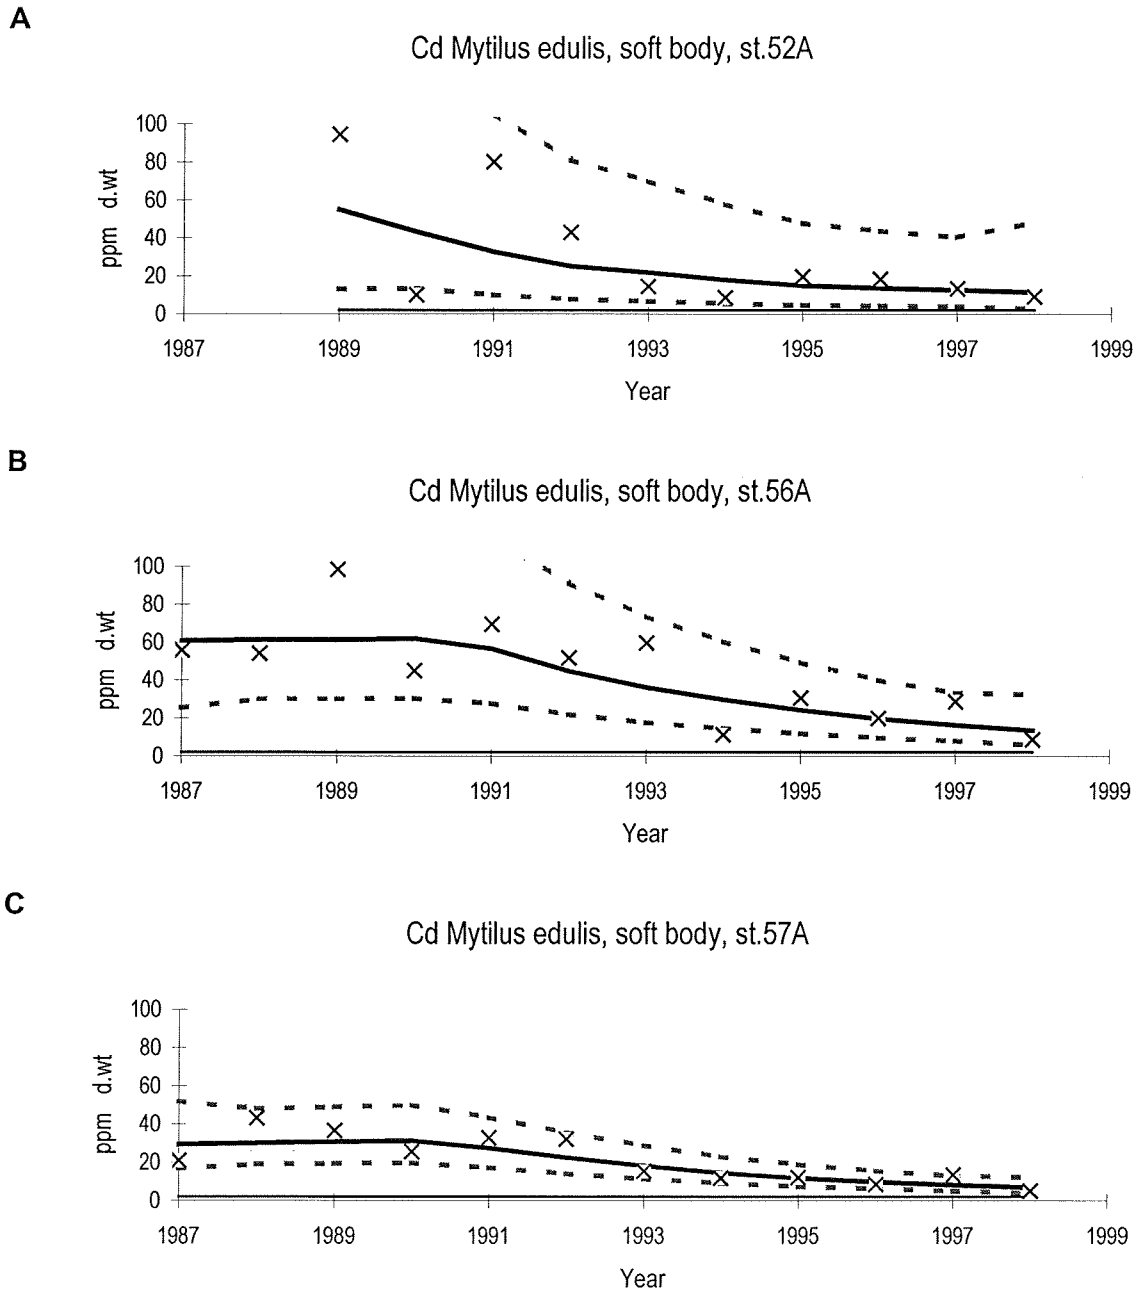 A
Cd Mytilus edulis, soft body, st.52A
ppm d.wt
100
80
60
40
20
0
1987 1989 1991 1993 1995 1997 1999
Year
B
Cd Mytilus edulis, soft body, st.56A
ppm d.wt
100
80
60
40
20
0
1987 1989 1991 1993 1995 1997 1999
Year
C
Cd Mytilus edulis, soft body, st.57A
ppm d.wt
100
80
60
40
20
0
1987 1989 1991 1993 1995 1997 1999
Year